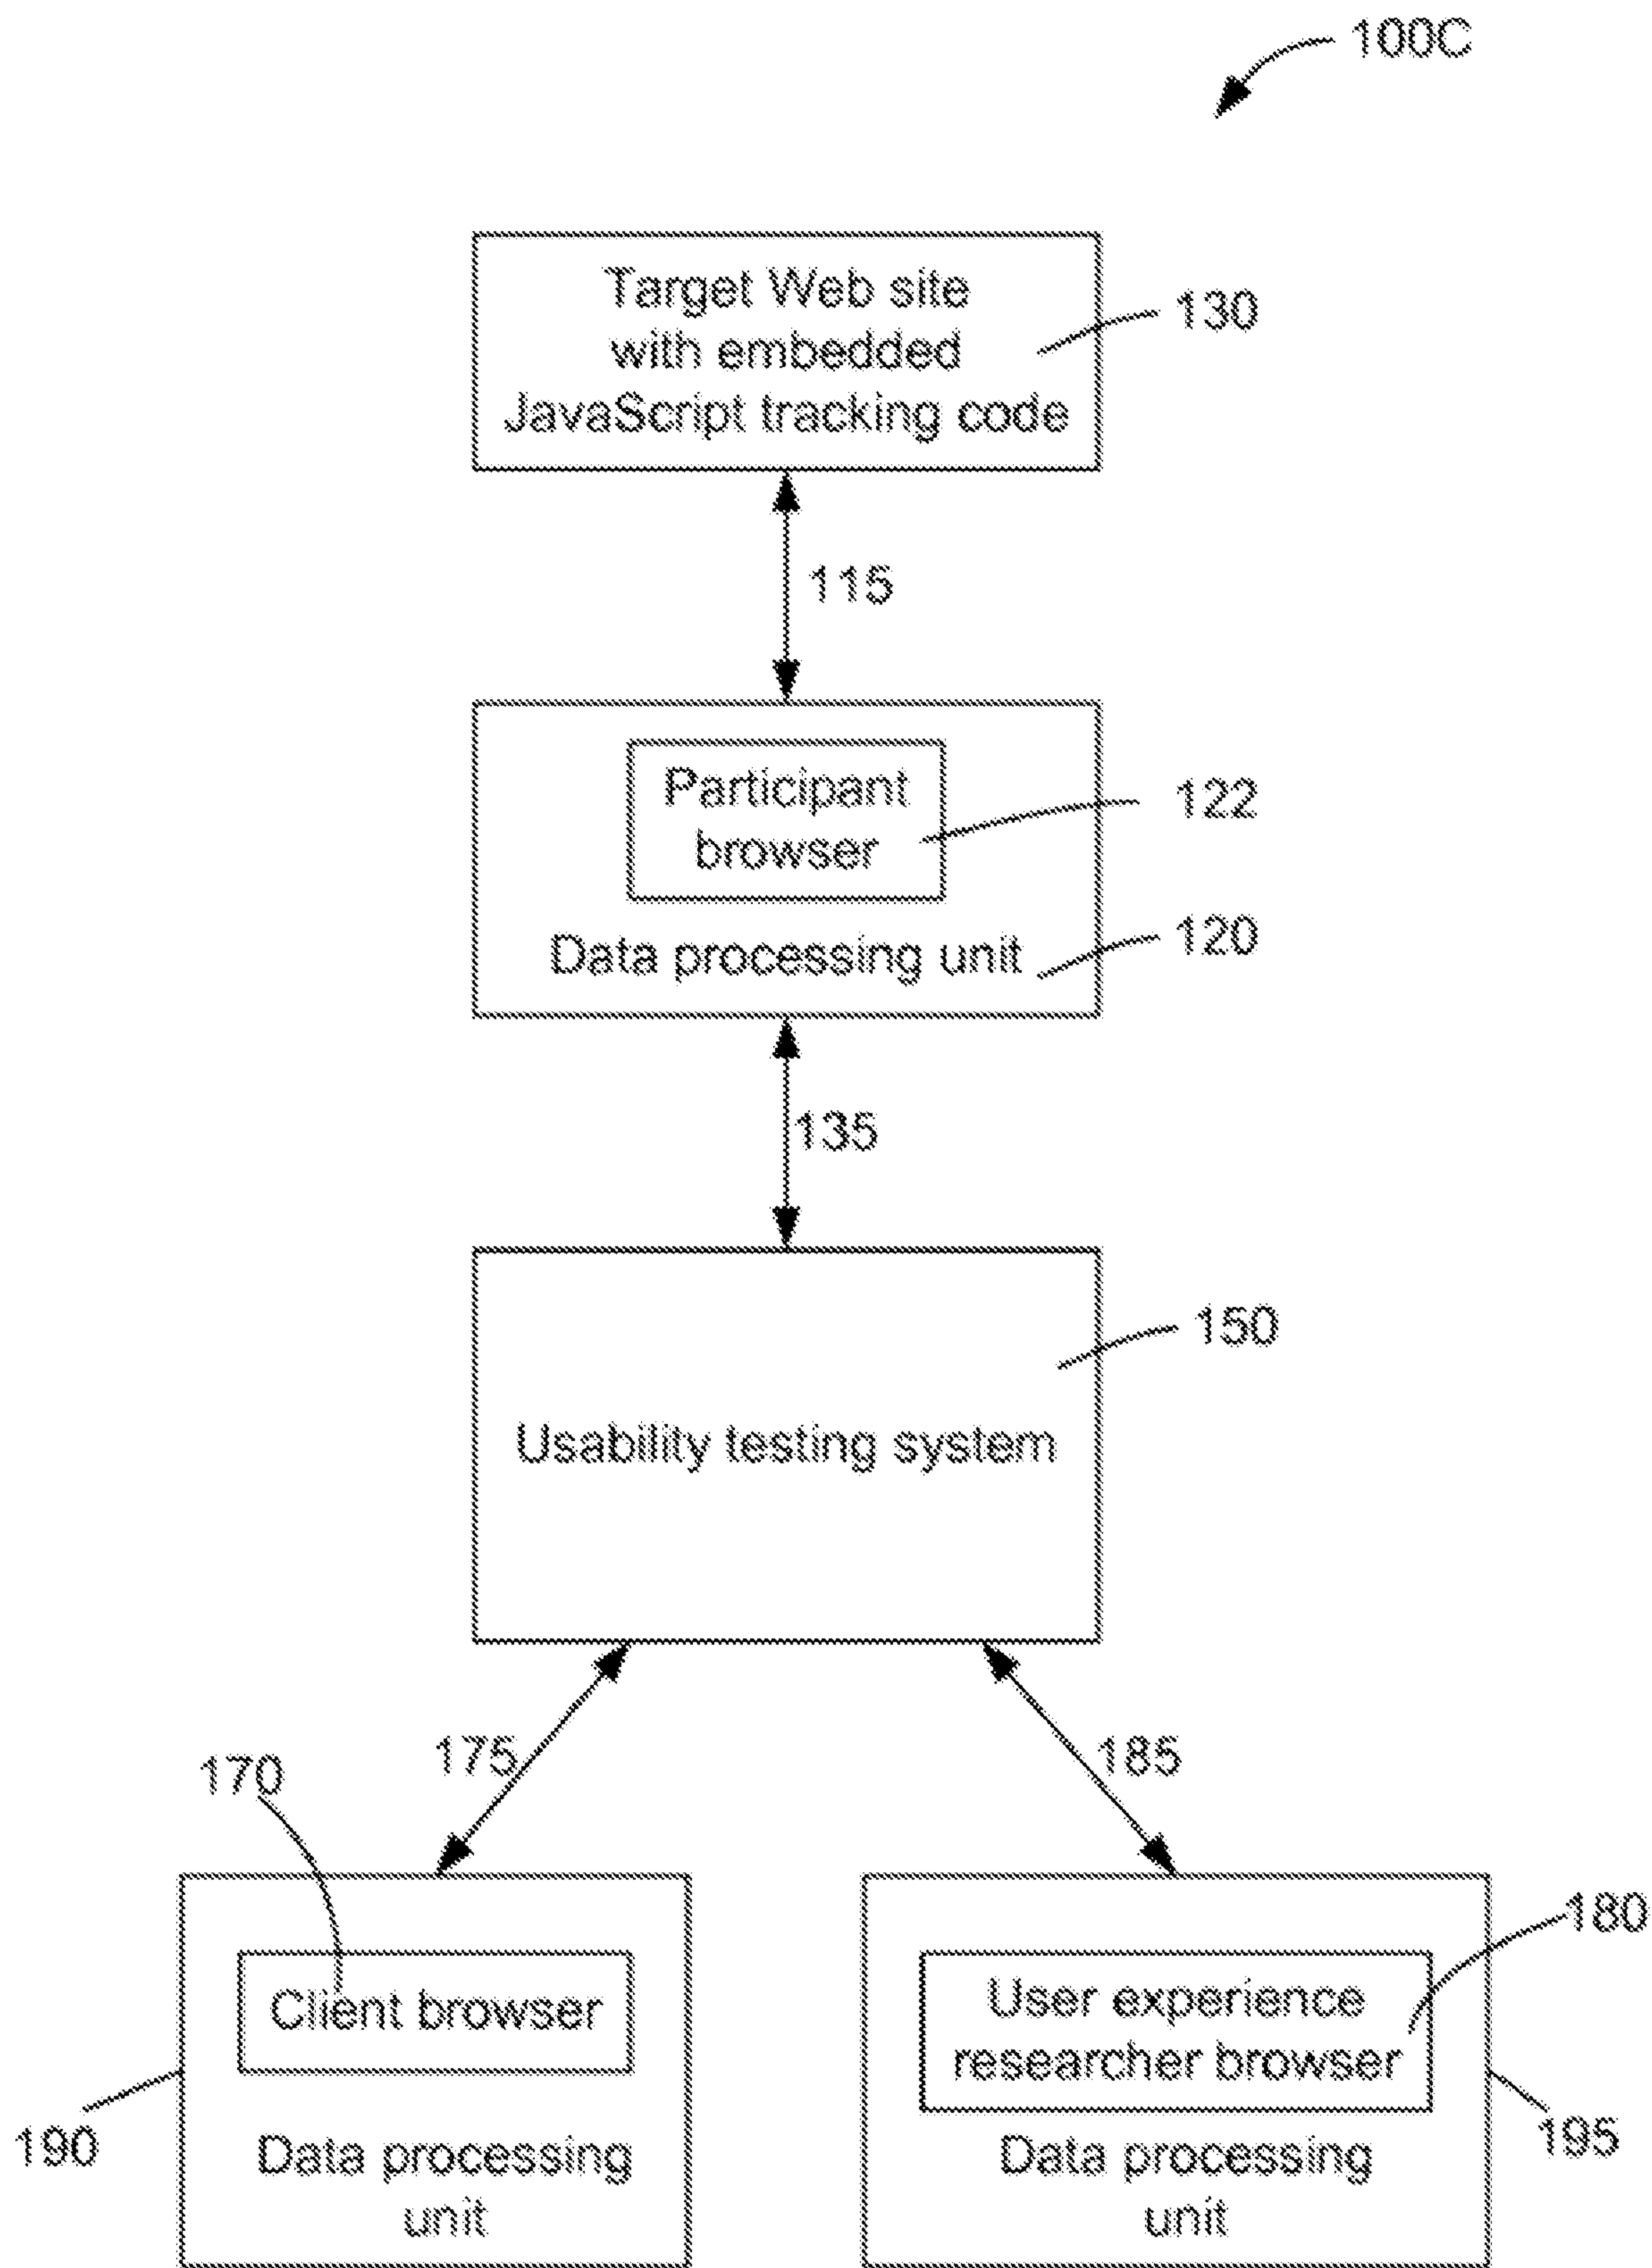 100C
Target Web site
with embedded
JavaScript tracking code
130
115
Participant
browser
122
Data processing unit
120
135
150
Usability testing system
175
185
170
180
Client browser
User experience
researcher browser
190
195
Data processing
unit
Data processing
unit